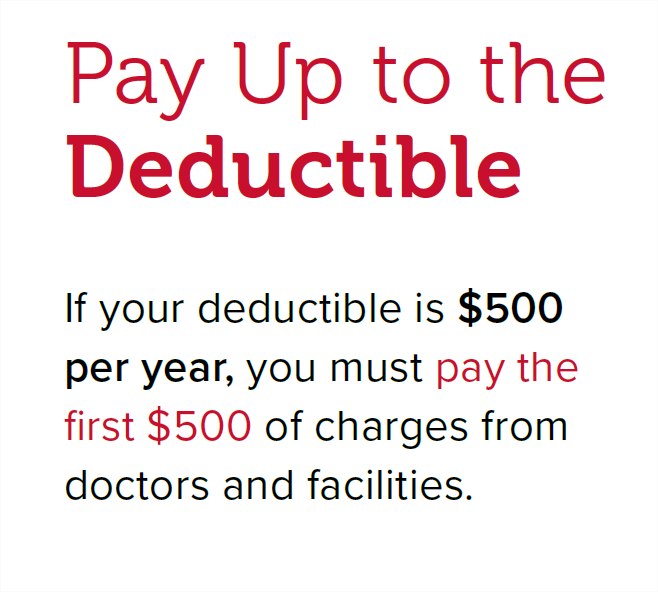 Pay Up to the
Deductible
If your deductible is $500
per year, you must pay the
first $500 of charges from
doctors and facilities.